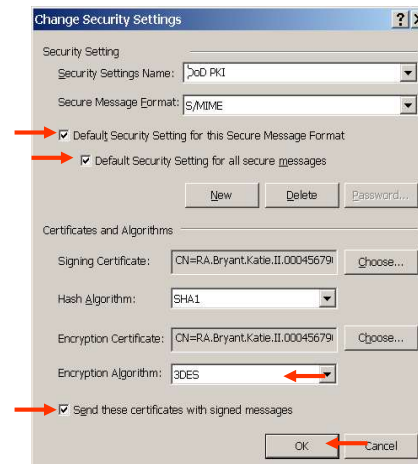 Change Security Settings
Security Setting
Security Settings Name: DoD PKI
Secure Message Format: S/MIME
Default Security Setting for this Secure Message Format
Default Security Setting for all secure messages
New Delete Password...
Certificates and Algorithms
Signing Certificate: CN=RA.Bryant.Katie.II.00045679 Choose...
Hash Algorithm: SHA1
Encryption Certificate: CN=RA.Bryant.Katie.II.00045679 Choose...
Encryption Algorithm: 3DES
Send these certificates with signed messages
OK Cancel